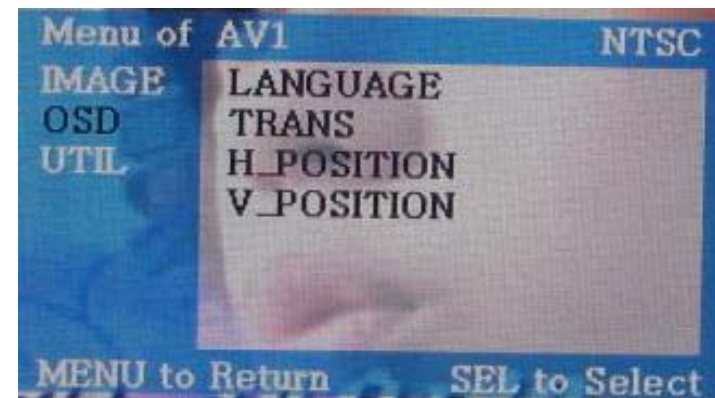 Menu of AV1 NTSC
IMAGE LANGUAGE
OSD TRANS
UTIL H_POSITION
V_POSITION
MENU to Return SEL to Select